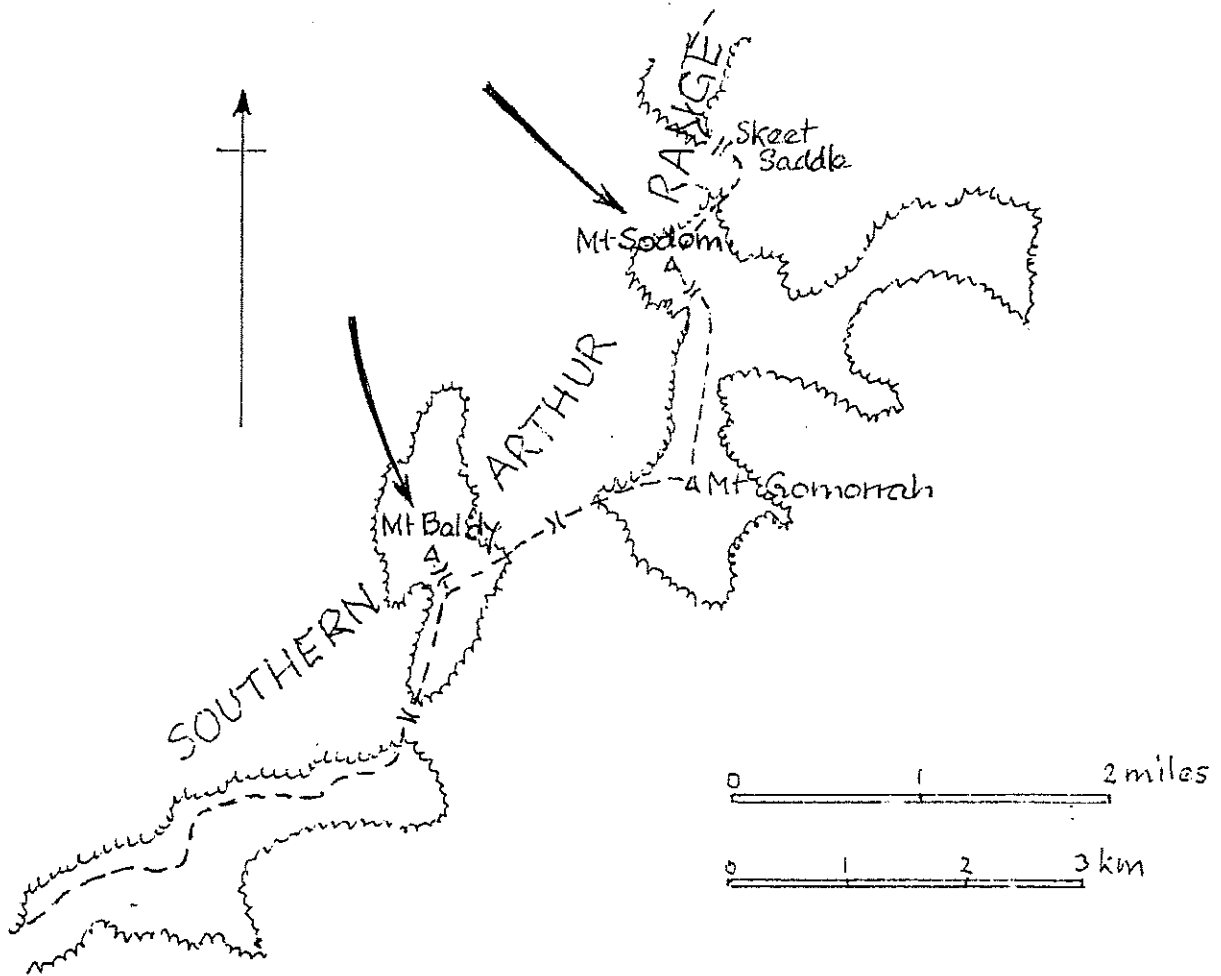 Skeet
Saddle
Mt Sodom
SOUTHERN ARTHUR RANGE
Mt Gomorrah
Mt Baldy
0 1 2 miles
0 1 2 3 km